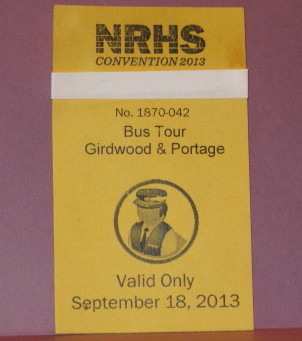 NRHS
CONVENTION 2013
No. 1870-042
Bus Tour
Girdwood & Portage
Valid Only
September 18, 2013